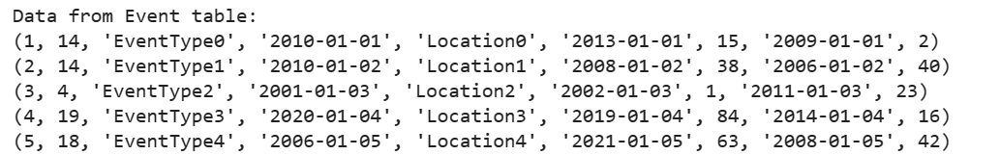 Data from Event table:
(1, 14, 'EventType0', '2010-01-01', 'Location0', '2013-01-01', 15, '2009-01-01', 2)
(2, 14, 'EventType1', '2010-01-02', 'Location1', '2008-01-02', 38, '2006-01-02', 40)
(3, 4, 'EventType2', '2001-01-03', 'Location2', '2002-01-03', 1, '2011-01-03', 23)
(4, 19, 'EventType3', '2020-01-04', 'Location3', '2019-01-04', 84, '2014-01-04', 16)
(5, 18, 'EventType4', '2006-01-05', 'Location4', '2021-01-05', 63, '2008-01-05', 42)